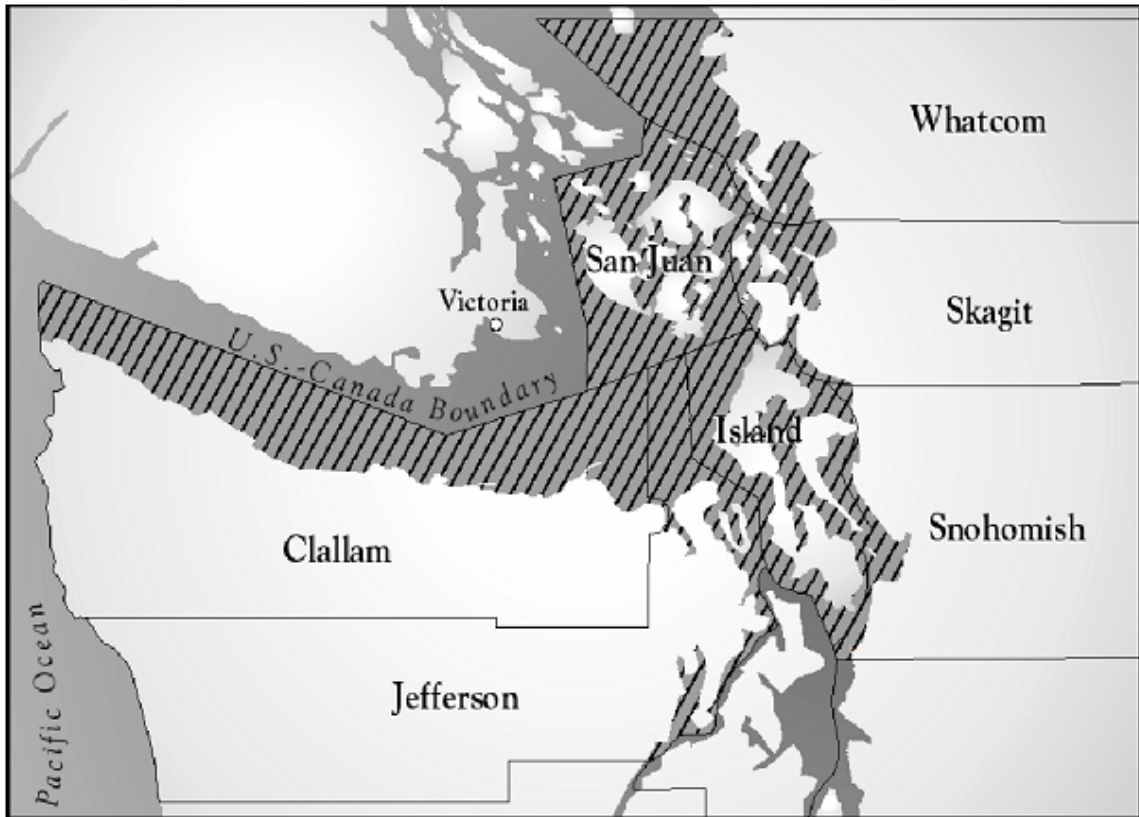 Whatcom
San Juan
Victoria
Skagit
U.S.-Canada Boundary
Island
Snohomish
Clallam
Jefferson
Pacific Ocean